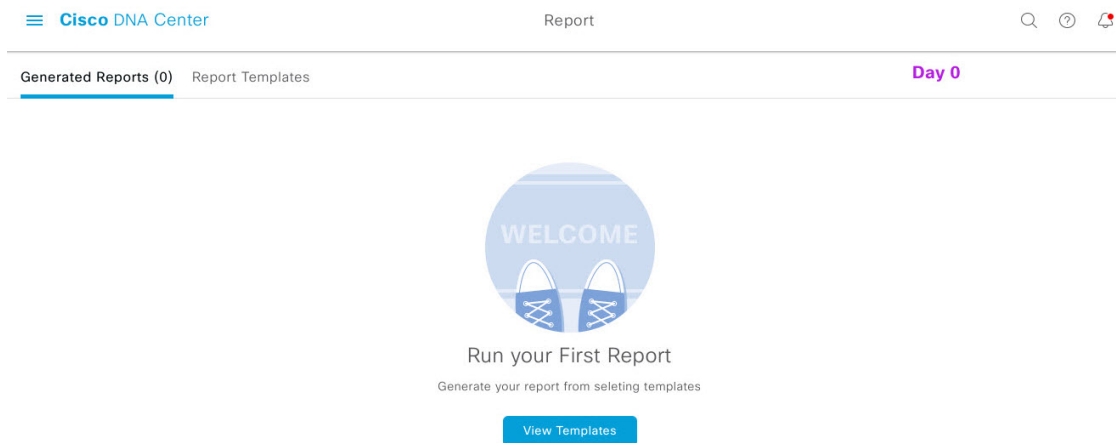 Cisco DNA Center
Report
Generated Reports (0)
Report Templates
Day 0
WELCOME
Run your First Report
Generate your report from seleting templates
View Templates